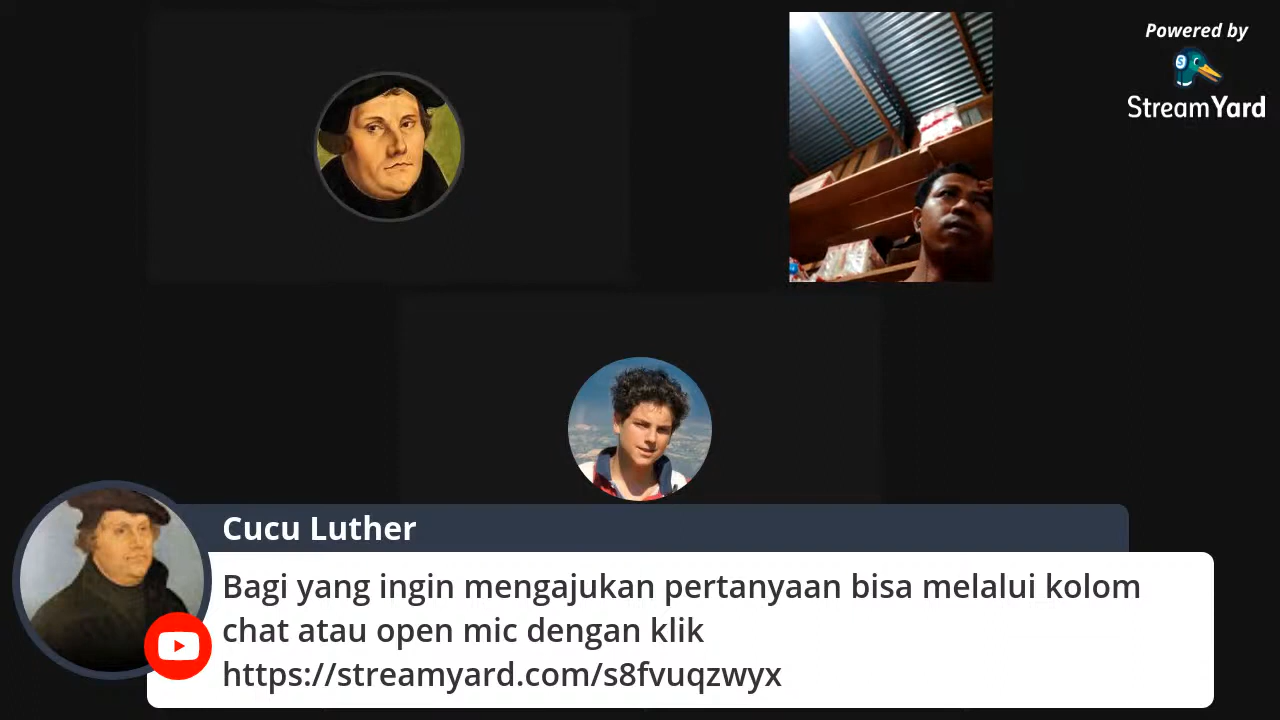 Powered by
StreamYard
Cucu Luther
Bagi yang ingin mengajukan pertanyaan bisa melalui kolom
chat atau open mic dengan klik
https://streamyard.com/s8fvuqzwyx